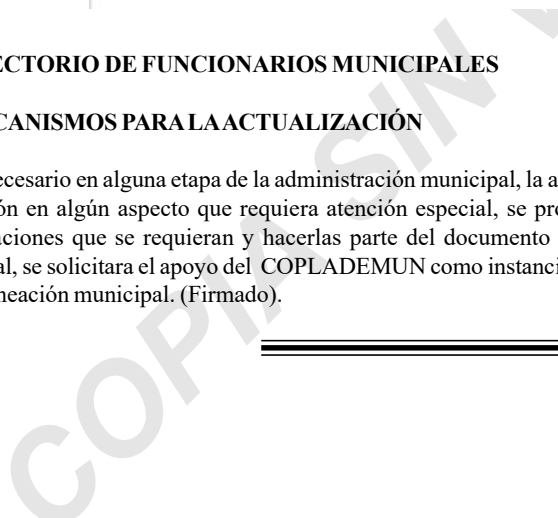 ECTORIO DE FUNCIONARIOS MUNICIPALES
CANISMOS PARA LA ACTUALIZACIÓN
ecesario en alguna etapa de la administración municipal, la a
ón en algún aspecto que requiera atención especial, se pro
aciones que se requieran y hacerlas parte del documento
al, se solicitara el apoyo del COPLADEMUN como instanci
neación municipal. (Firmado).
COPIA SIN